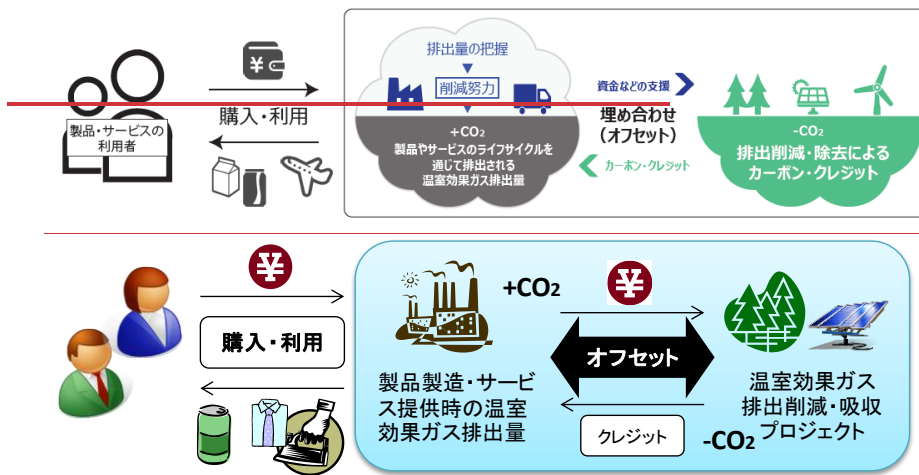 ¥
購入・利用
製品・サービスの
利用者
排出量の把握
削減努力
+CO₂
製品やサービスのライフサイクルを
通じて排出される
温室効果ガス排出量
資金などの支援
埋め合わせ
（オフセット）
カーボン・クレジット
-CO₂
排出削減・除去による
カーボン・クレジット
¥
購入・利用
+CO₂
製品製造・サービ
ス提供時の温室
効果ガス排出量
¥
オフセット
クレジット
-CO₂
温室効果ガス
排出削減・吸収
プロジェクト